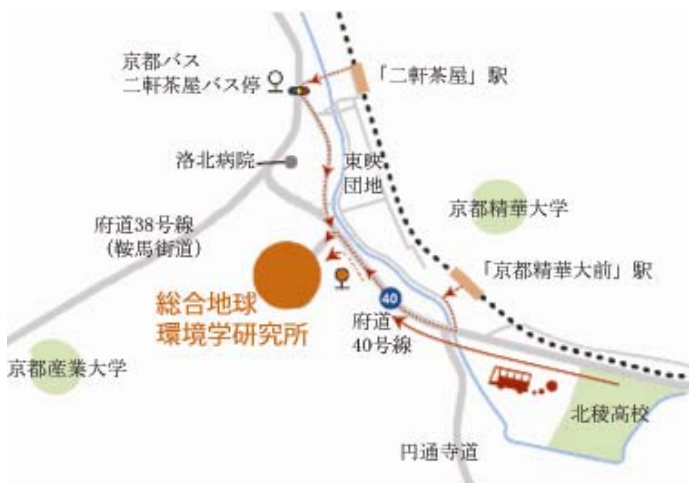 京都バス
二軒茶屋バス停
「二軒茶屋」駅
洛北病院
東映
団地
京都精華大学
府道38号線
（鞍馬街道）
「京都精華大前」駅
総合地球
環境学研究所
40
府道
40号線
京都産業大学
北稜高校
円通寺道